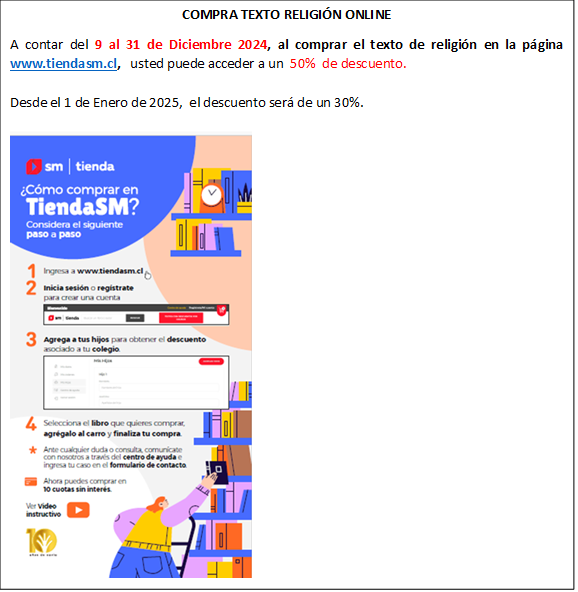 COMPRA TEXTO RELIGIÓN ONLINE
A contar del 9 al 31 de Diciembre 2024, al comprar el texto de religión en la página
www.tiendasm.cl, usted puede acceder a un 50% de descuento.
Desde el 1 de Enero de 2025, el descuento será de un 30%.
sm | tienda
¿Cómo comprar en
TiendaSM?
Considera el siguiente
paso a paso
1 Ingresa a www.tiendasm.cl
2 Inicia sesión o regístrate
para crear una cuenta
Bienvenido
sm tienda
3 Agrega a tus hijos para obtener el descuento
asociado a tu colegio.
MIS HIJOS
4 Selecciona el libro que quieres comprar,
agrégalo al carro y finaliza tu compra.
* Ante cualquier duda o consulta, comunícate
con nosotros a través del centro de ayuda e
ingresa tu caso en el formulario de contacto.
Ahora puedes comprar en
10 cuotas sin interés.
Ver Video
instructivo
10